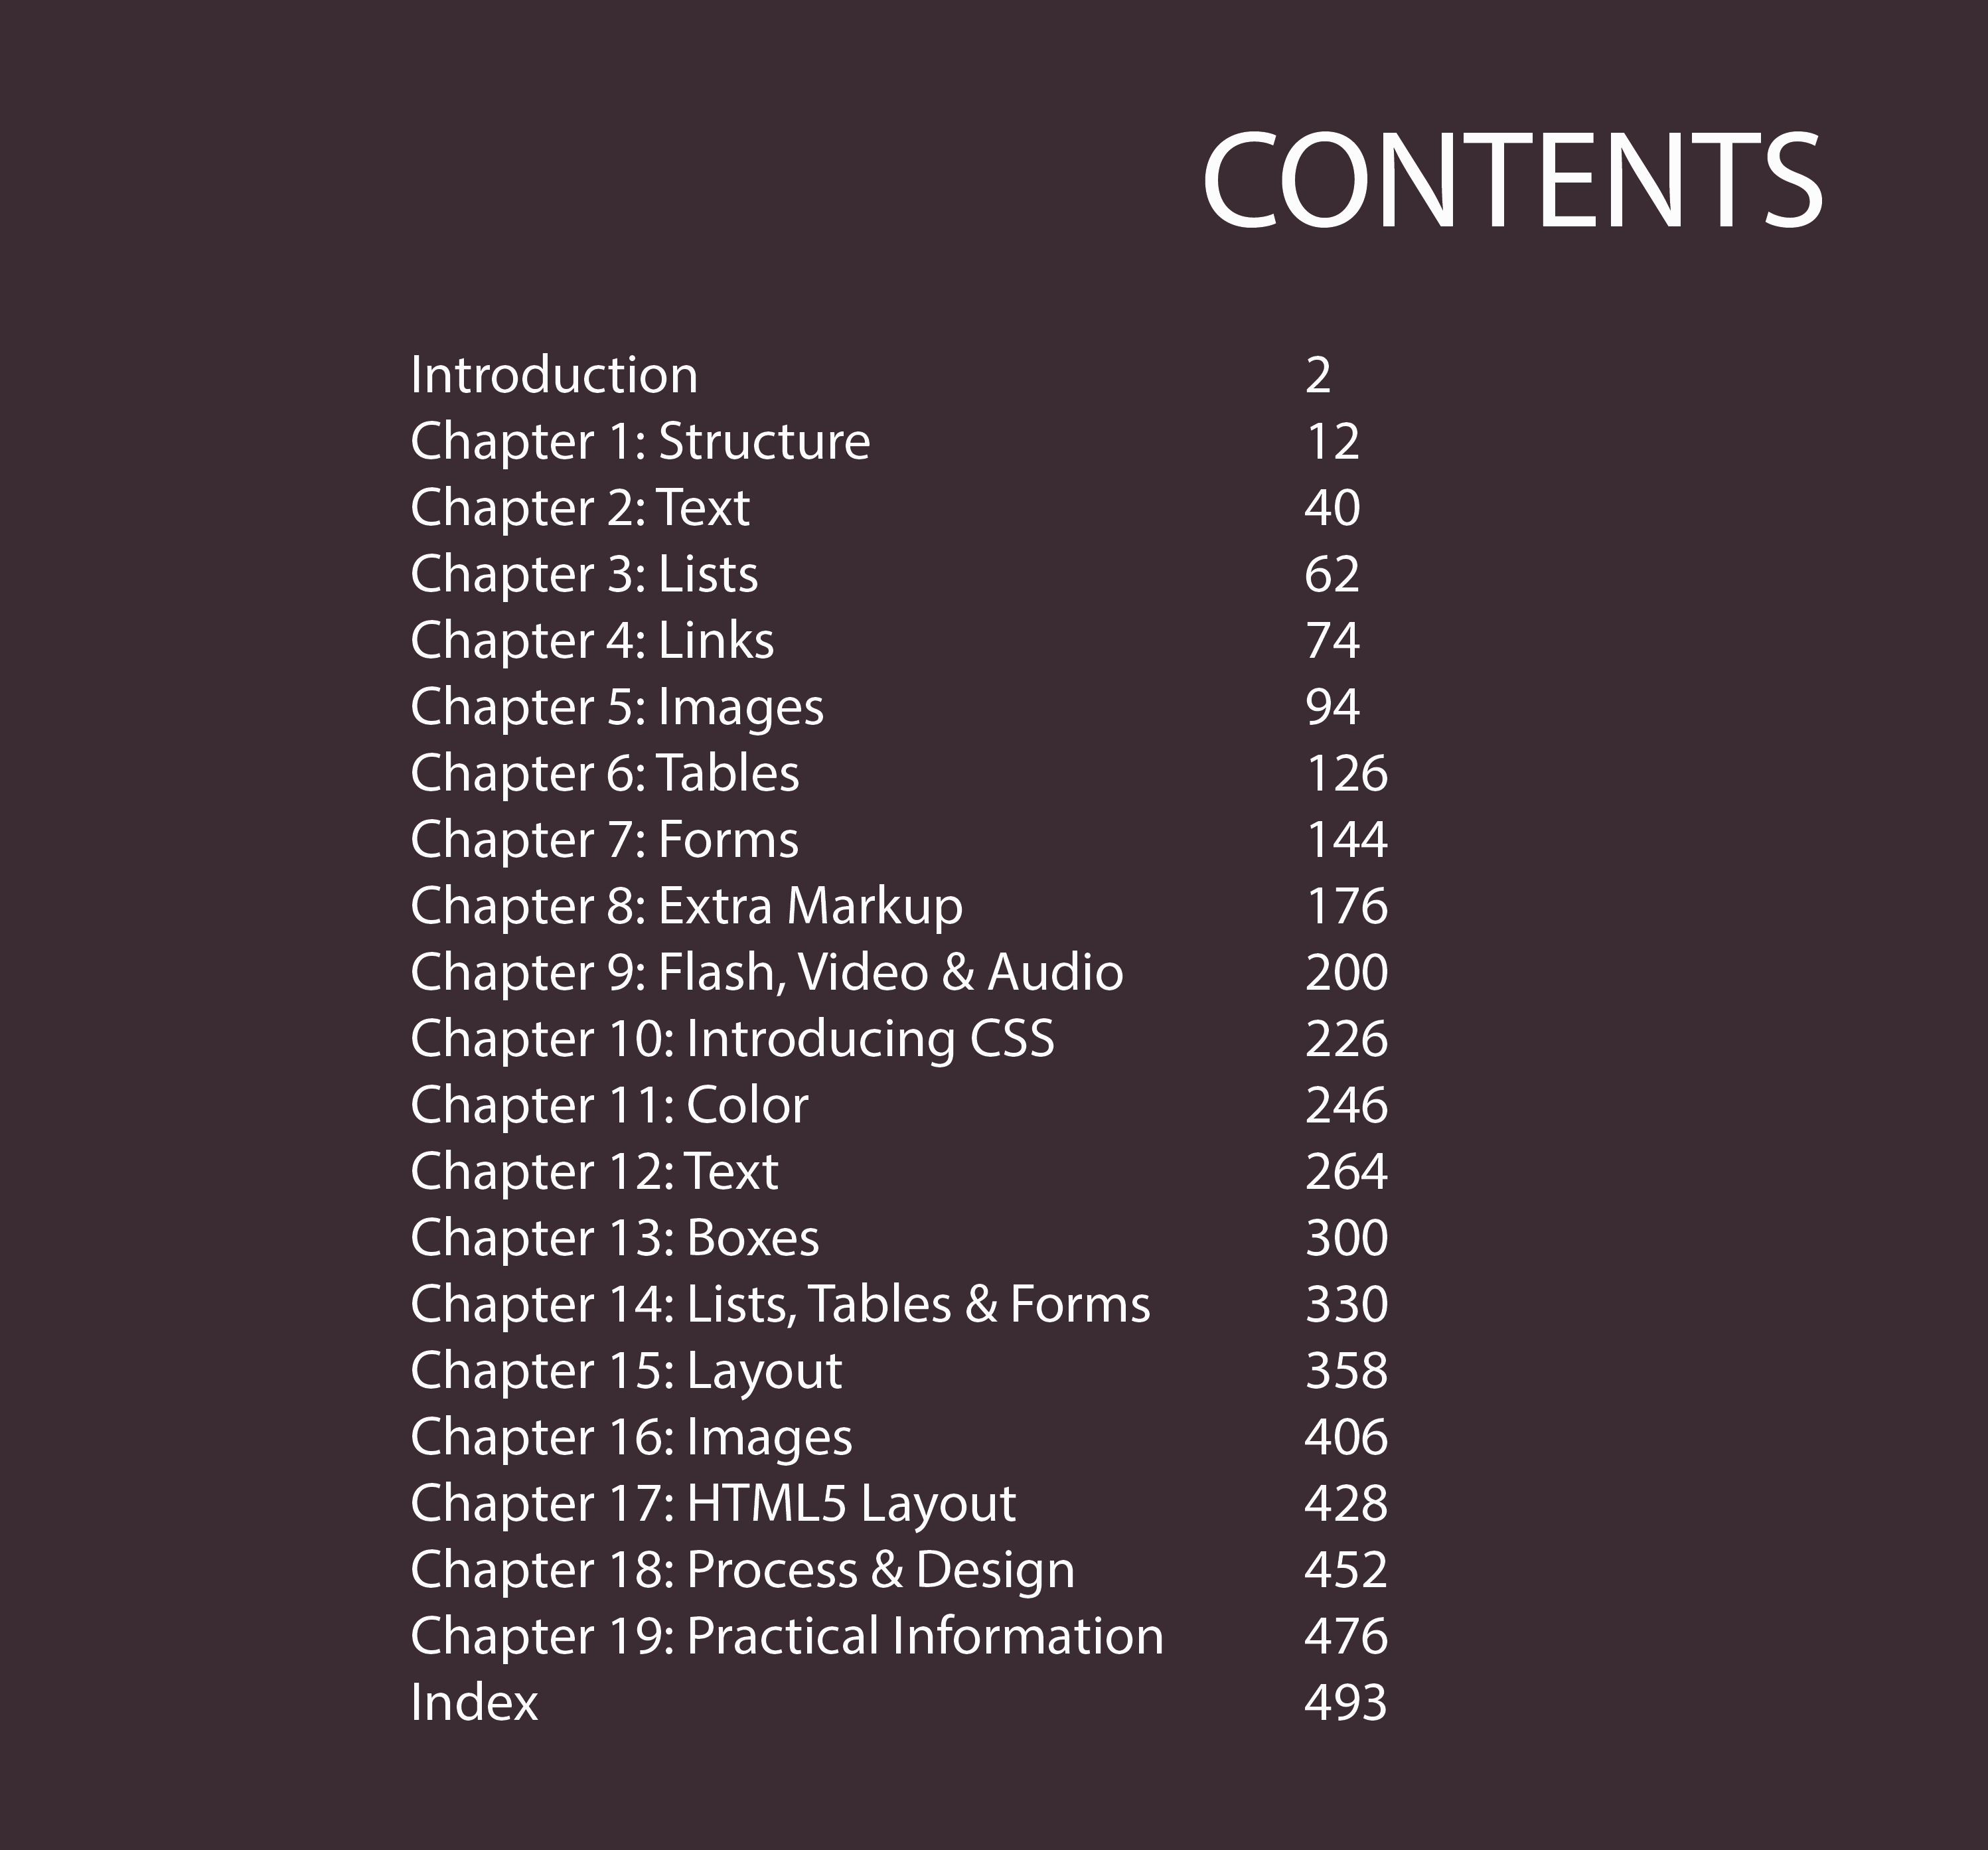 CONTENTS
Introduction 2
Chapter 1: Structure 12
Chapter 2: Text 40
Chapter 3: Lists 62
Chapter 4: Links 74
Chapter 5: Images 94
Chapter 6: Tables 126
Chapter 7: Forms 144
Chapter 8: Extra Markup 176
Chapter 9: Flash, Video & Audio 200
Chapter 10: Introducing CSS 226
Chapter 11: Color 246
Chapter 12: Text 264
Chapter 13: Boxes 300
Chapter 14: Lists, Tables & Forms 330
Chapter 15: Layout 358
Chapter 16: Images 406
Chapter 17: HTML5 Layout 428
Chapter 18: Process & Design 452
Chapter 19: Practical Information 476
Index 493